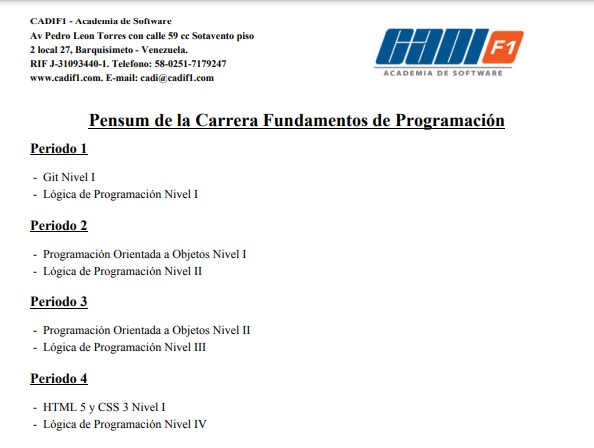 CADIF1 - Academia de Software
Av Pedro Leon Torres con calle 59 cc Sotavento piso
2 local 27, Barquisimeto - Venezuela.
RIF J-31093440-1. Telefono: 58-0251-7179247
www.cadif1.com. E-mail: cadi@cadif1.com
CADI F1
ACADEMIA DE SOFTWARE
Pensum de la Carrera Fundamentos de Programación
Periodo 1
- Git Nivel I
- Lógica de Programación Nivel I
Periodo 2
- Programación Orientada a Objetos Nivel I
- Lógica de Programación Nivel II
Periodo 3
- Programación Orientada a Objetos Nivel II
- Lógica de Programación Nivel III
Periodo 4
- HTML 5 y CSS 3 Nivel I
- Lógica de Programación Nivel IV